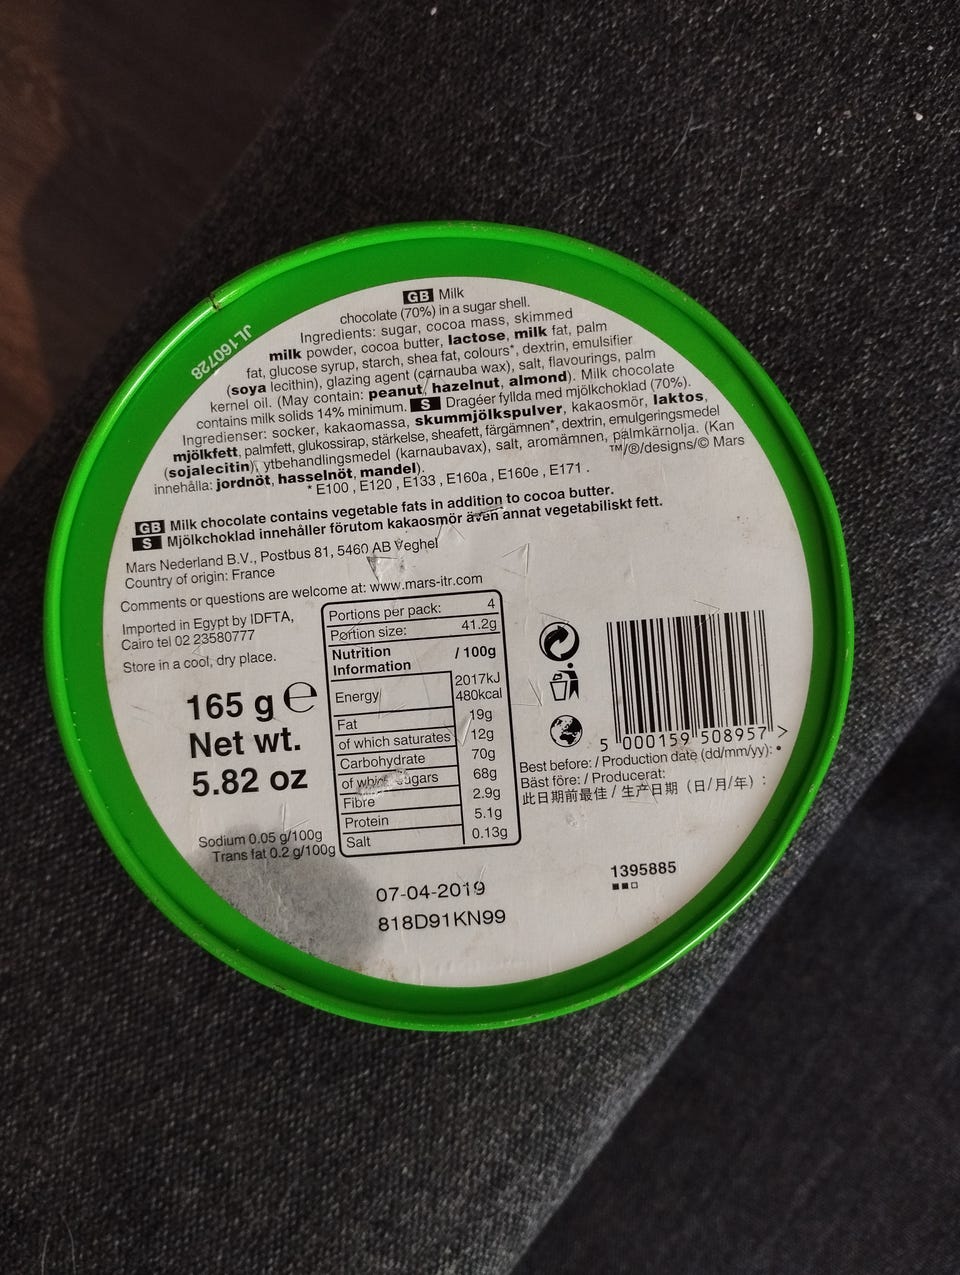 GB Milk
chocolate (70%) in a sugar shell.
Ingredients: sugar, cocoa mass, skimmed
milk powder, cocoa butter, lactose, milk fat, palm
fat, glucose syrup, starch, shea fat, colours*, dextrin, emulsifier
(soya lecithin), glazing agent (carnauba wax), salt, flavourings, palm
kernel oil. (May contain: peanut, hazelnut, almond). Milk chocolate
contains milk solids 14% minimum. S Dragéer fyllda med mjölkchoklad (70%).
Ingredienser: socker, kakaomassa, skummjölkspulver, kakaosmör, laktos,
mjölkfett, palmfett, glukossirap, stärkelse, sheafett, färgämnen*, dextrin, emulgeringsmedel
(sojalecitin), ytbehandlingsmedel (karnaubavax), salt, aromämnen, palmkärnolja. (Kan
innehålla: jordnöt, hasselnöt, mandel). ™/®/designs/© Mars
* E100 , E120 , E133 , E160a , E160e , E171 .
GB Milk chocolate contains vegetable fats in addition to cocoa butter.
S Mjölkchoklad innehåller förutom kakaosmör även annat vegetabiliskt fett.
Mars Nederland B.V., Postbus 81, 5460 AB Veghel
Country of origin: France
Comments or questions are welcome at: www.mars-itr.com
Imported in Egypt by IDFTA,
Cairo tel 02 23580777
Store in a cool, dry place.
165 g e
Net wt.
5.82 oz
Sodium 0.05 g/100g
Trans fat 0.2 g/100g
Portions per pack: 4
Portion size: 41.2g
Nutrition
Information / 100g
Energy 2017kJ
480kcal
Fat 19g
of which saturates 12g
Carbohydrate 70g
of which sugars 68g
Fibre 2.9g
Protein 5.1g
Salt 0.13g
5 000159 508957 >
Best before: / Production date (dd/mm/yy): •
Bäst före: / Producerat:
此日期前最佳 / 生产日期（日/月/年）:
1395885
07-04-2019
818D91KN99
JL160728